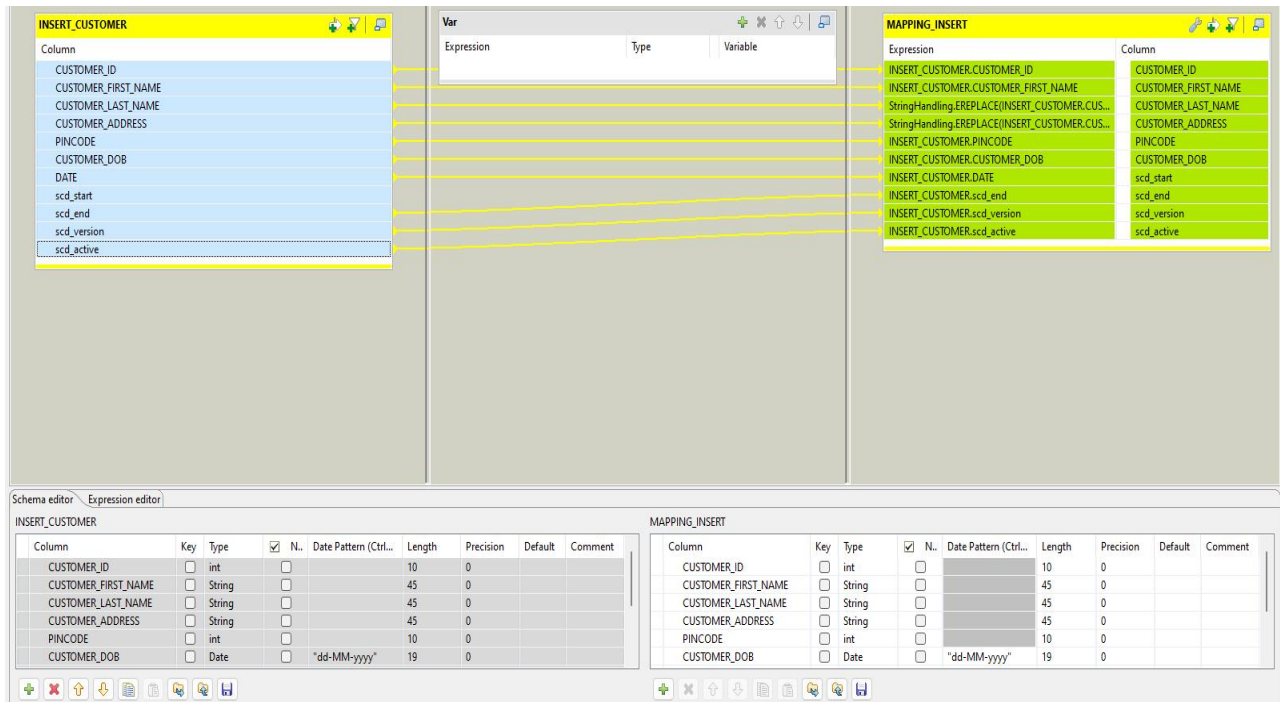 INSERT_CUSTOMER
Column
CUSTOMER_ID
CUSTOMER_FIRST_NAME
CUSTOMER_LAST_NAME
CUSTOMER_ADDRESS
PINCODE
CUSTOMER_DOB
DATE
scd_start
scd_end
scd_version
scd_active
Var
Expression Type Variable
MAPPING_INSERT
Expression Column
INSERT_CUSTOMER.CUSTOMER_ID CUSTOMER_ID
INSERT_CUSTOMER.CUSTOMER_FIRST_NAME CUSTOMER_FIRST_NAME
StringHandling.EREPLACE(INSERT_CUSTOMER.CUS... CUSTOMER_LAST_NAME
StringHandling.EREPLACE(INSERT_CUSTOMER.CUS... CUSTOMER_ADDRESS
INSERT_CUSTOMER.PINCODE PINCODE
INSERT_CUSTOMER.CUSTOMER_DOB CUSTOMER_DOB
INSERT_CUSTOMER.DATE scd_start
INSERT_CUSTOMER.scd_end scd_end
INSERT_CUSTOMER.scd_version scd_version
INSERT_CUSTOMER.scd_active scd_active
Schema editor Expression editor
INSERT_CUSTOMER
Column Key Type N.. Date Pattern (Ctrl... Length Precision Default Comment
CUSTOMER_ID int 10 0
CUSTOMER_FIRST_NAME String 45 0
CUSTOMER_LAST_NAME String 45 0
CUSTOMER_ADDRESS String 45 0
PINCODE int 10 0
CUSTOMER_DOB Date "dd-MM-yyyy" 19 0
MAPPING_INSERT
Column Key Type N.. Date Pattern (Ctrl... Length Precision Default Comment
CUSTOMER_ID int 10 0
CUSTOMER_FIRST_NAME String 45 0
CUSTOMER_LAST_NAME String 45 0
CUSTOMER_ADDRESS String 45 0
PINCODE int 10 0
CUSTOMER_DOB Date "dd-MM-yyyy" 19 0